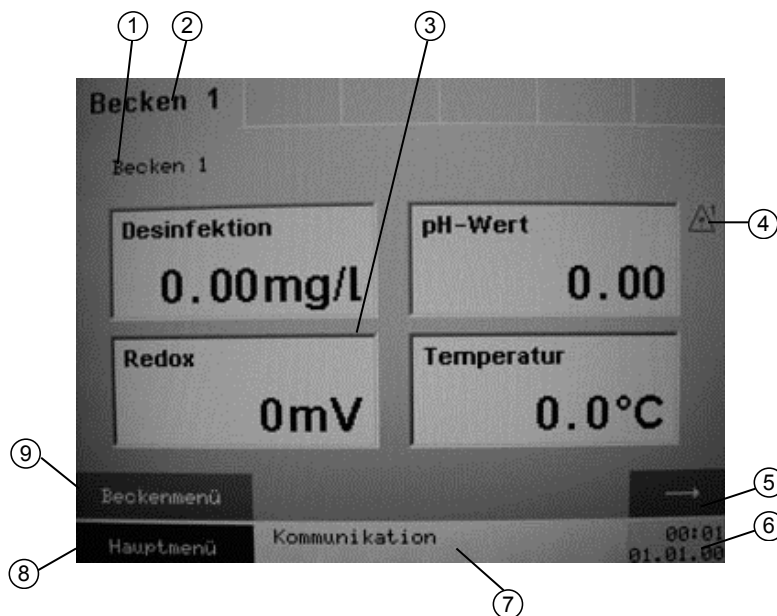 1 2 3
Becken 1
Becken 1
Desinfektion
0.00mg/l
pH-Wert
0.00
4
Redox
0mV
Temperatur
0.0°C
9
Beckenmenü
→
5
Hauptmenü
Kommunikation
00:01
01.01.00
6
8
7